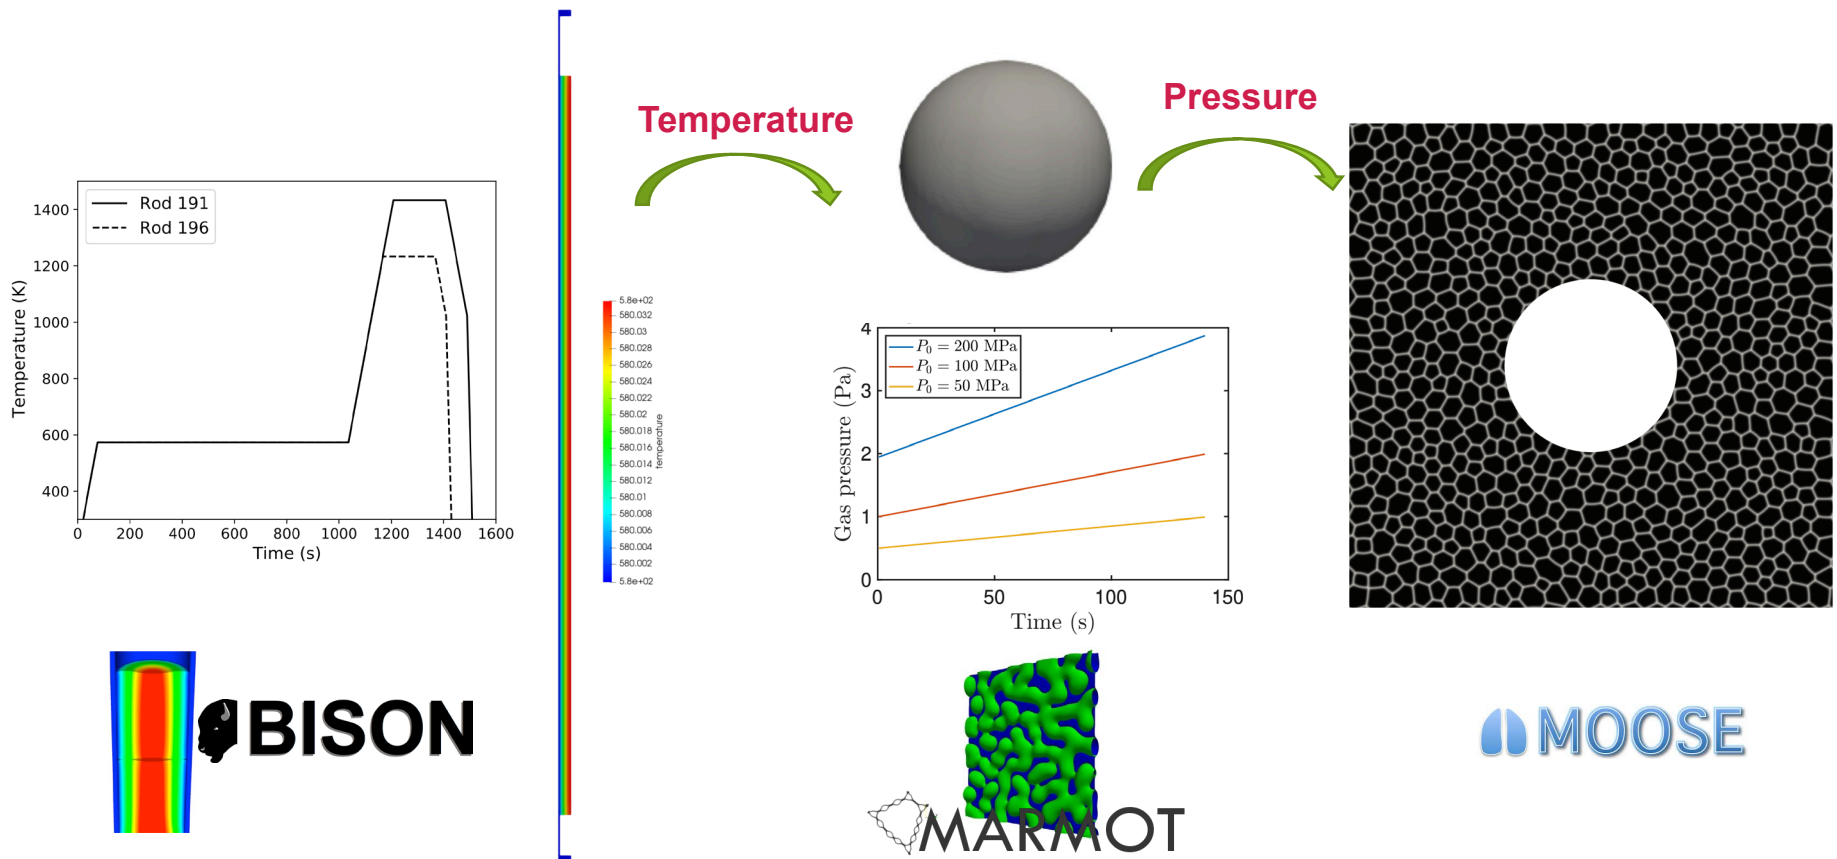 Temperature
Pressure
Rod 191
Rod 196
1400
1200
1000
800
600
400
Temperature (K)
0 200 400 600 800 1000 1200 1400 1600
Time (s)
5.8e+02
580.032
580.03
580.028
580.026
580.024
580.022
580.02
580.018
580.016
580.014
580.012
580.01
580.008
580.006
580.004
580.002
5.8e+02
temperature
P₀ = 200 MPa
P₀ = 100 MPa
P₀ = 50 MPa
4
3
2
1
0
Gas pressure (Pa)
0 50 100 150
Time (s)
BISON
MARMOT
MOOSE